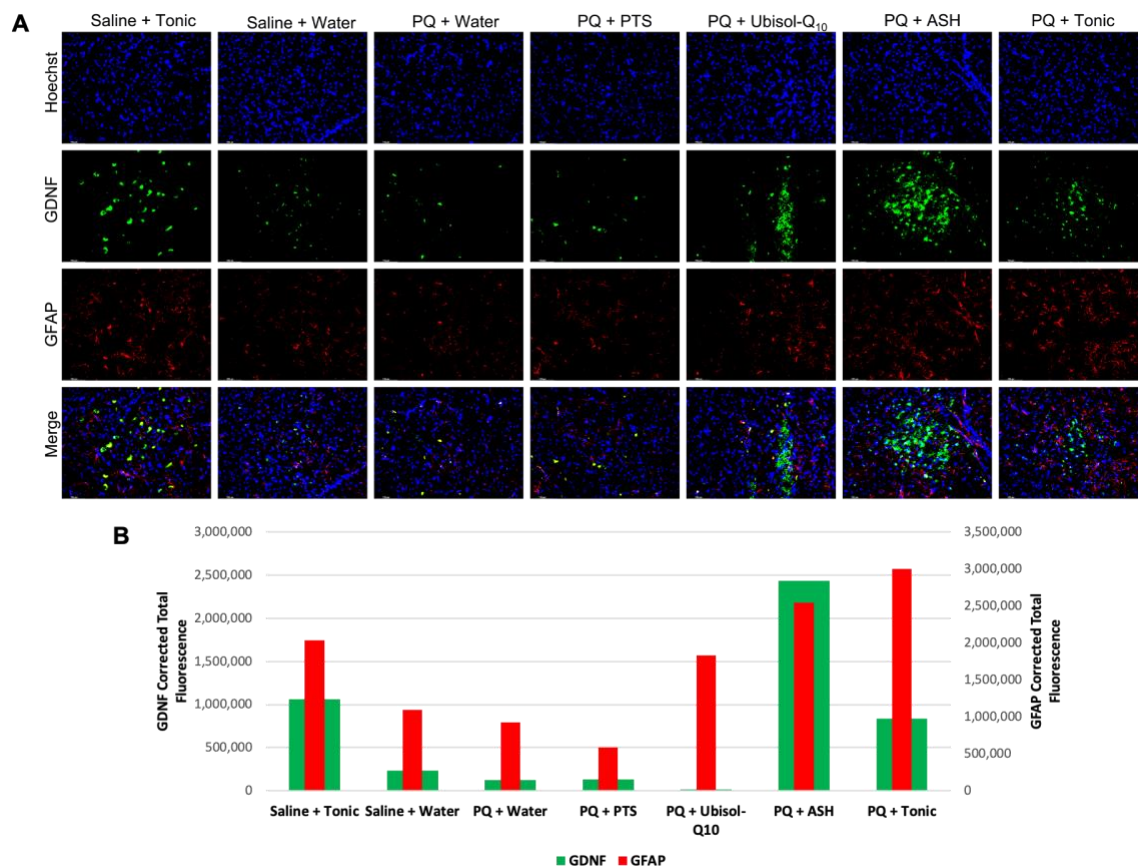 A
Saline + Tonic
Saline + Water
PQ + Water
PQ + PTS
PQ + Ubisol-Q10
PQ + ASH
PQ + Tonic
Hoechst
GDNF
GFAP
Merge
B
GDNF Corrected Total
Fluorescence
3,000,000
2,500,000
2,000,000
1,500,000
1,000,000
500,000
0
3,500,000
3,000,000
2,500,000
2,000,000
1,500,000
1,000,000
500,000
0
GFAP Corrected Total
Fluorescence
Saline + Tonic
Saline + Water
PQ + Water
PQ + PTS
PQ + Ubisol-
Q10
PQ + ASH
PQ + Tonic
GDNF
GFAP